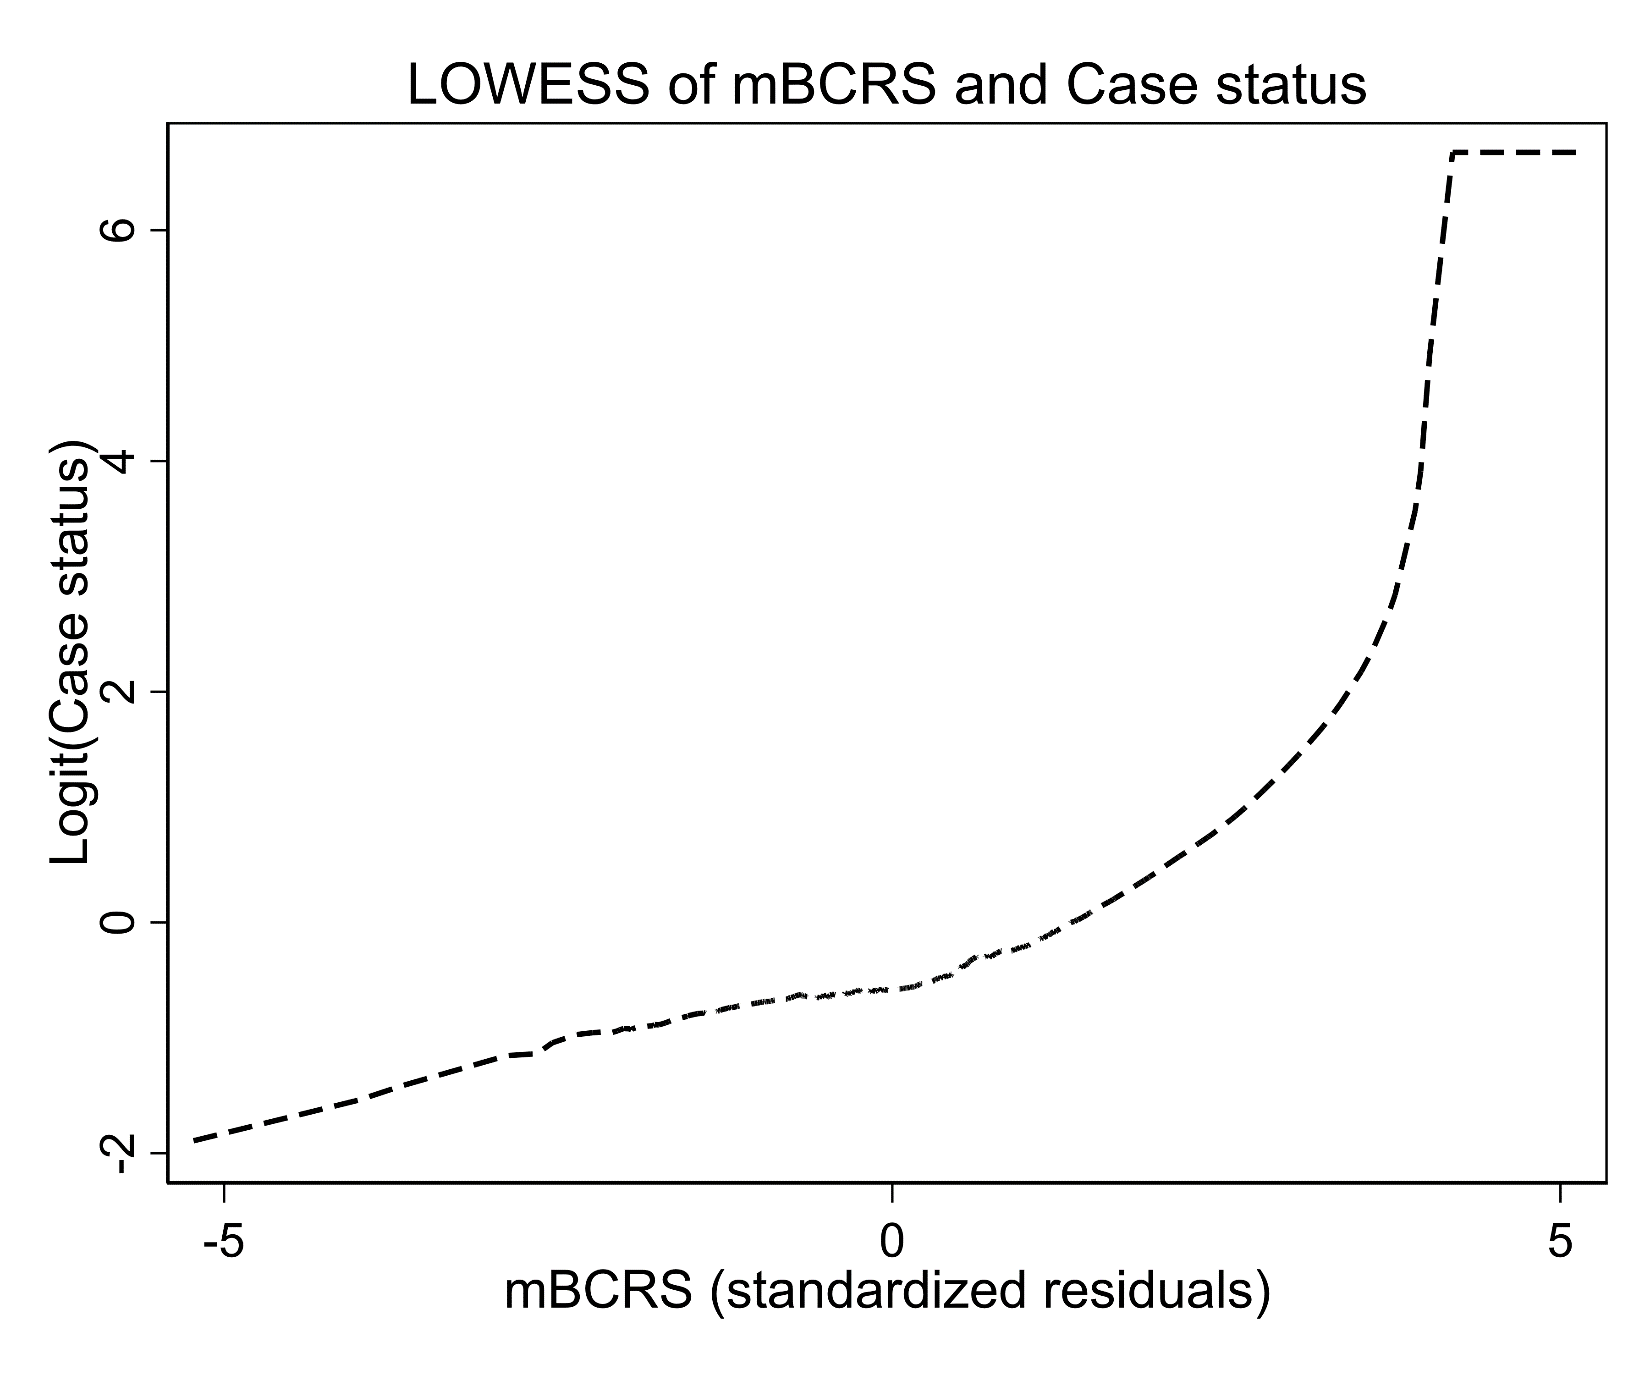 LOWESS of mBCRS and Case status
Logit(Case status)
6
4
2
0
-2
-5 0 5
mBCRS (standardized residuals)